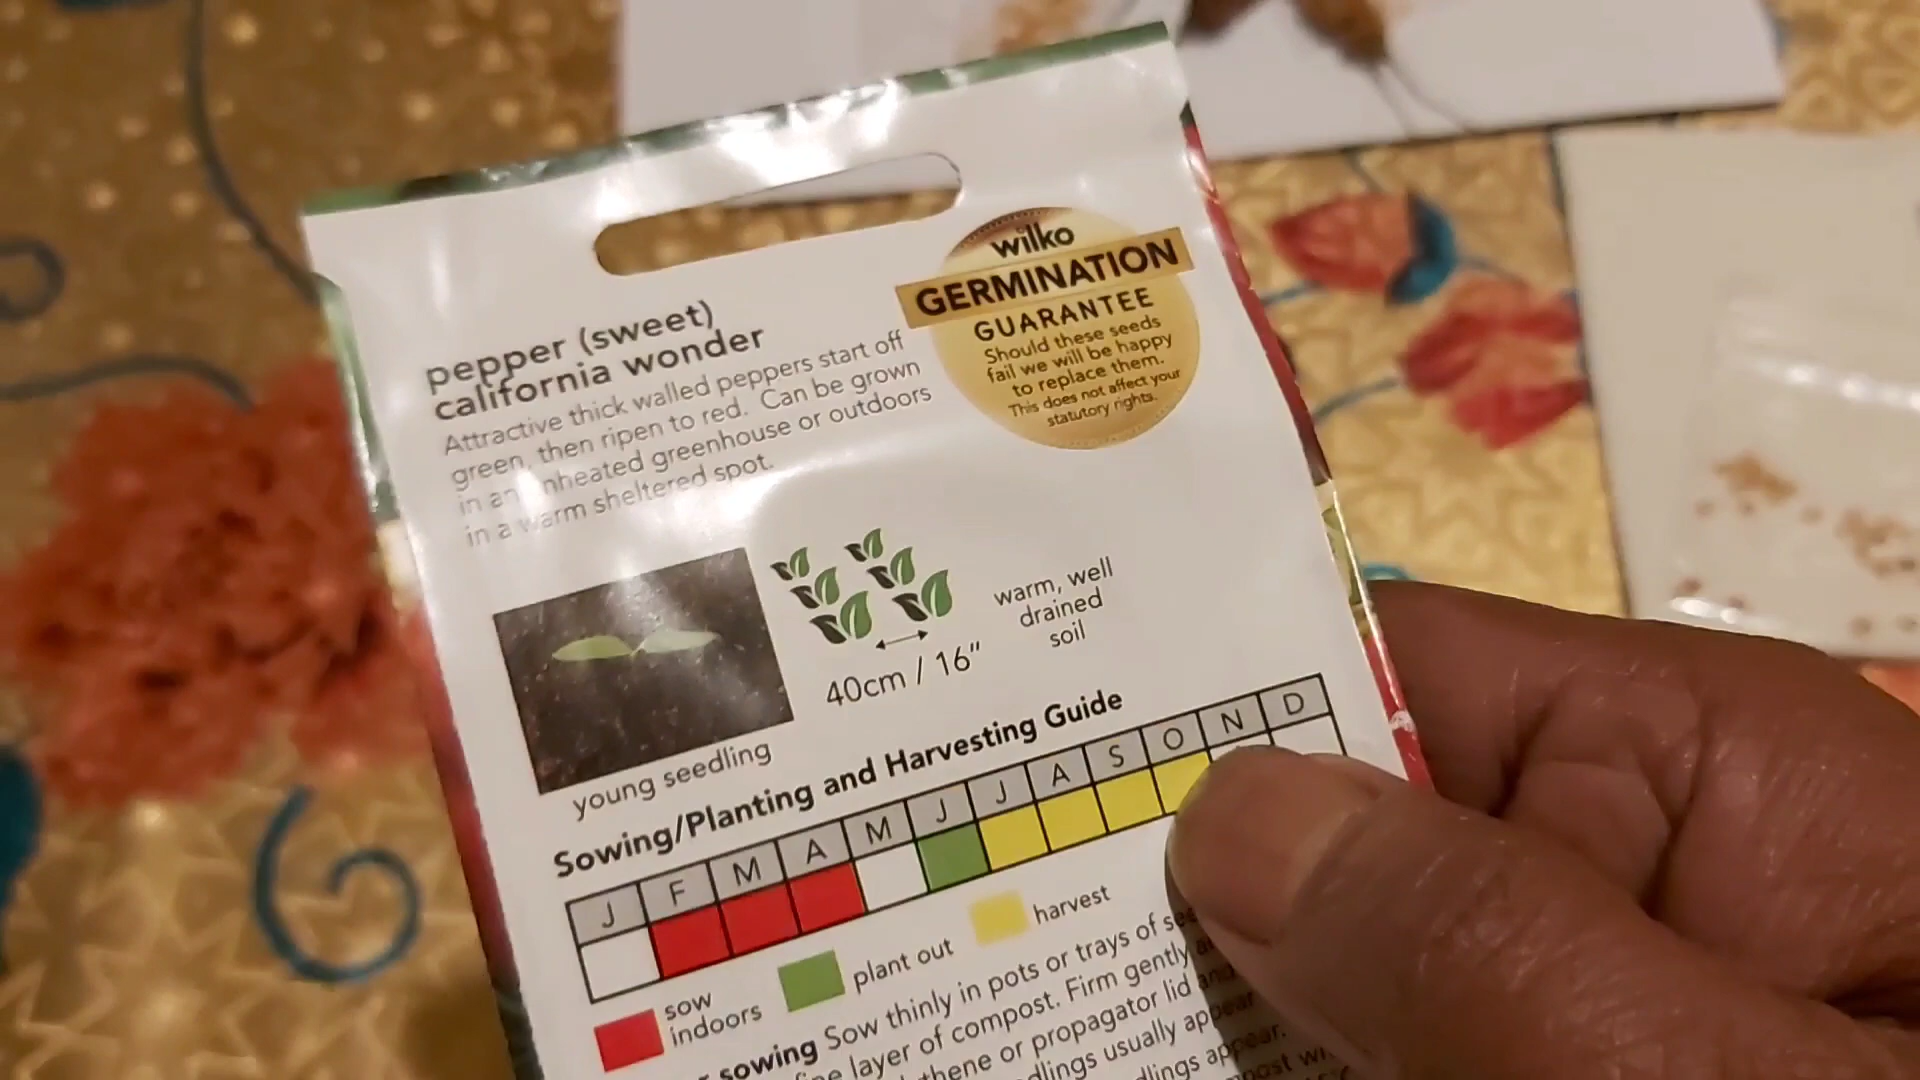 wilko
GERMINATION
GUARANTEE
Should these seeds
fail we will be happy
to replace them.
This does not affect your
statutory rights.
pepper (sweet)
california wonder
Attractive thick walled peppers start off
green, then ripen to red. Can be grown
in an unheated greenhouse or outdoors
in a warm sheltered spot.
warm, well
drained
soil
40cm / 16"
young seedling
Sowing/Planting and Harvesting Guide
J F M A M J J A S O N D
sow
indoors
plant out
harvest
sowing Sow thinly in pots or trays of
layer of compost. Firm gently
or propagator lid
usually appear
appear.